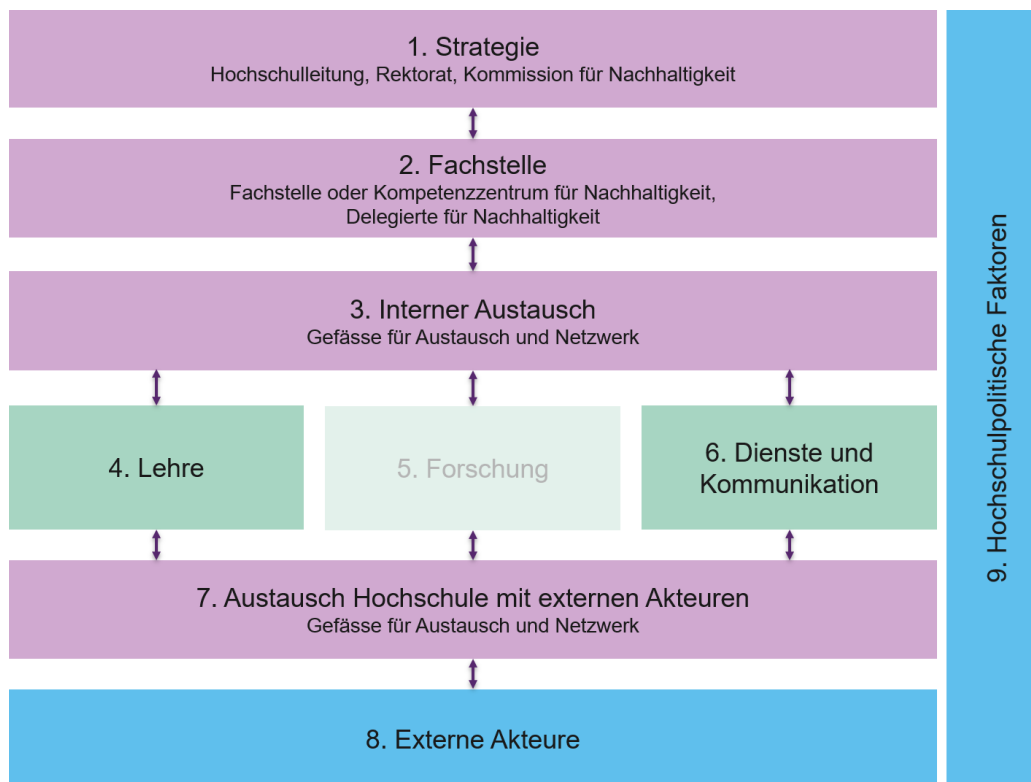 1. Strategie
Hochschulleitung, Rektorat, Kommission für Nachhaltigkeit
2. Fachstelle
Fachstelle oder Kompetenzzentrum für Nachhaltigkeit,
Delegierte für Nachhaltigkeit
3. Interner Austausch
Gefässe für Austausch und Netzwerk
4. Lehre
5. Forschung
6. Dienste und
Kommunikation
7. Austausch Hochschule mit externen Akteuren
Gefässe für Austausch und Netzwerk
8. Externe Akteure
9. Hochschulpolitische Faktoren